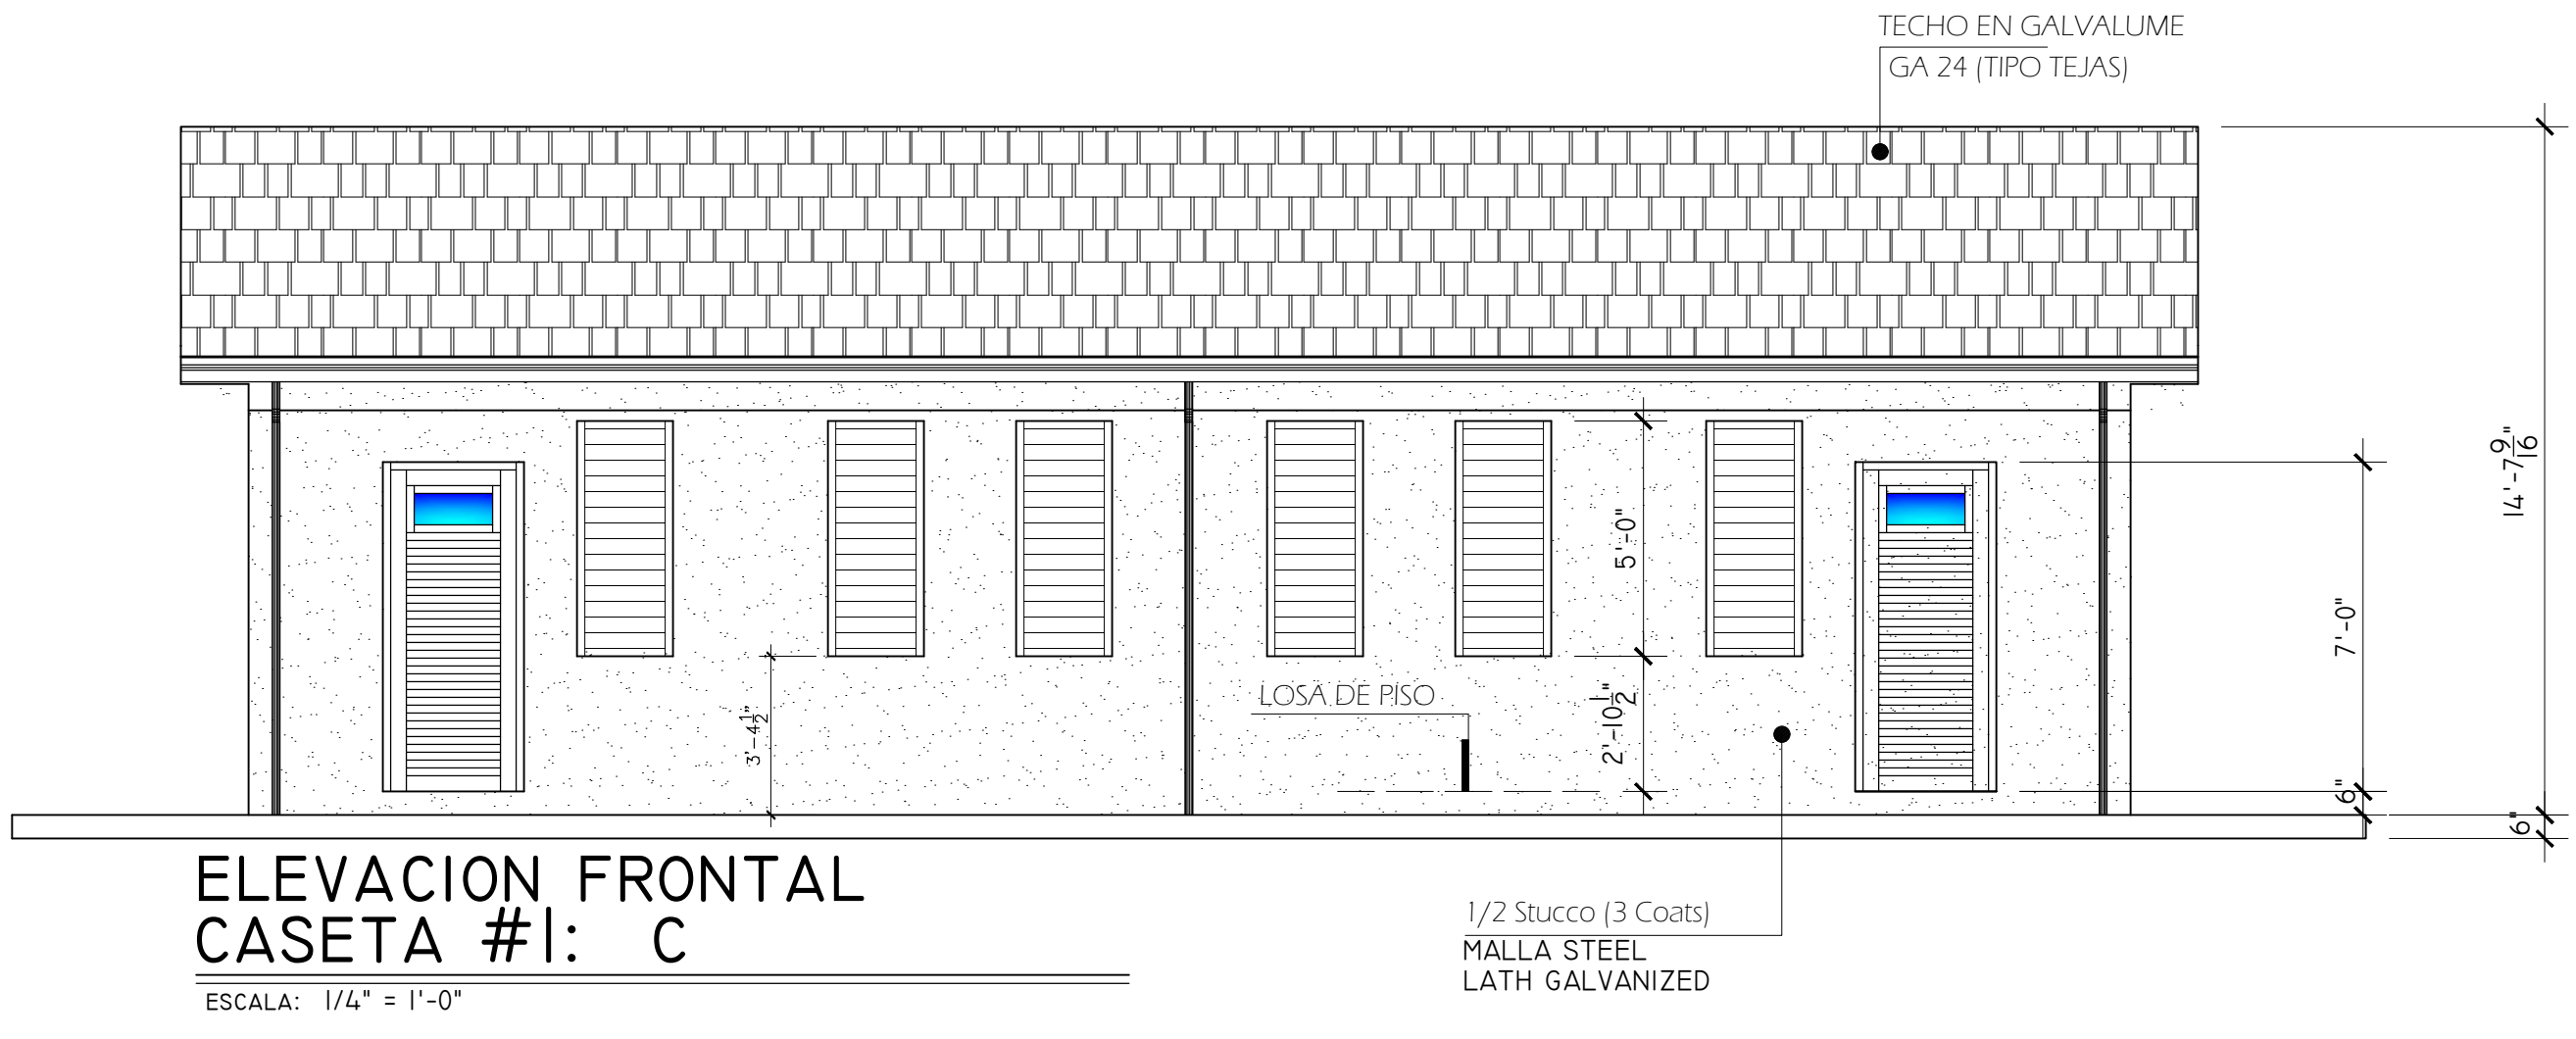 TECHO EN GALVALUME
GA 24 (TIPO TEJAS)
14'-7 9/16"
5'-0"
7'-0"
LOSA DE PISO
3'-4 1/2"
2'-10 1/2"
6"
6"
ELEVACION FRONTAL
CASETA #1: C
ESCALA: 1/4" = 1'-0"
1/2 Stucco (3 Coats)
MALLA STEEL
LATH GALVANIZED